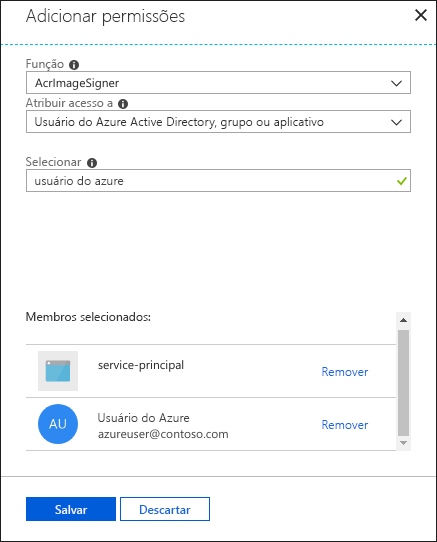 Adicionar permissões
Função
AcrImageSigner
Atribuir acesso a
Usuário do Azure Active Directory, grupo ou aplicativo
Selecionar
usuário do azure
Membros selecionados:
service-principal
Remover
AU
Usuário do Azure
azureuser@contoso.com
Remover
Salvar
Descartar